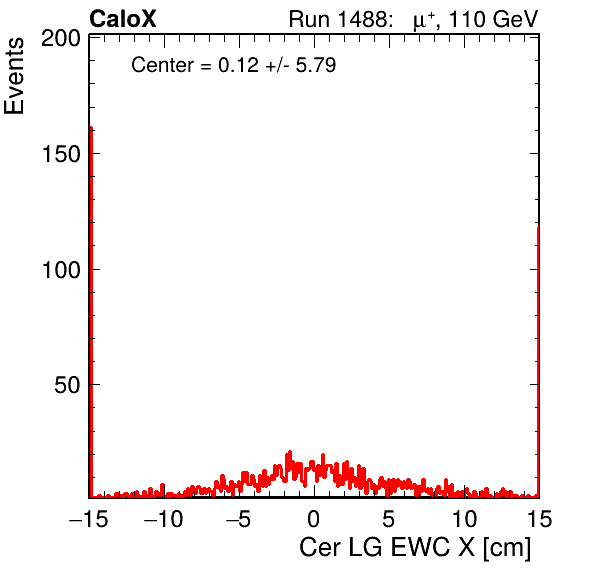 CaloX Run 1488: μ⁺, 110 GeV
Events
Center = 0.12 +/- 5.79
200
150
100
50
−15 −10 −5 0 5 10 15
Cer LG EWC X [cm]